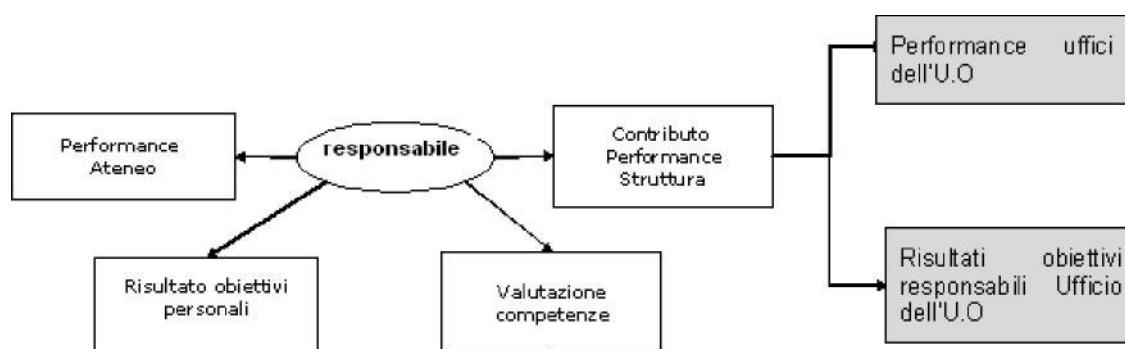 Performance uffici
dell'U.O
Performance
Ateneo
responsabile
Contributo
Performance
Struttura
Risultato obiettivi
personali
Valutazione
competenze
Risultati obiettivi
responsabili Ufficio
dell'U.O